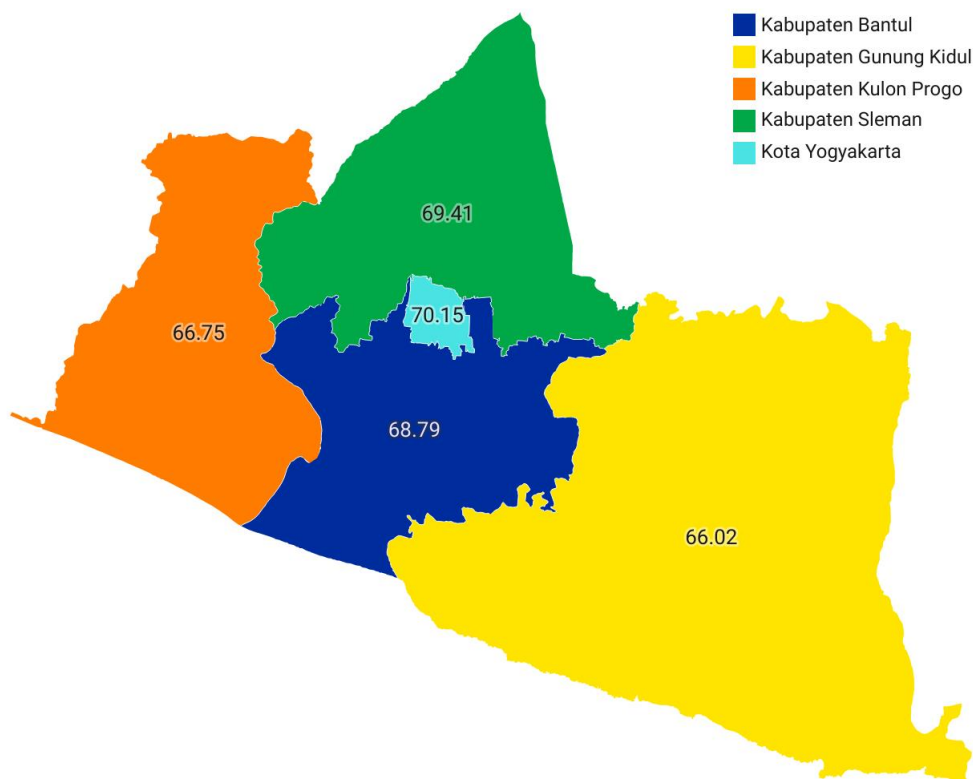 Kabupaten Bantul
Kabupaten Gunung Kidul
Kabupaten Kulon Progo
Kabupaten Sleman
Kota Yogyakarta
69.41
70.15
66.75
68.79
66.02